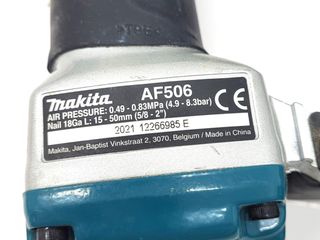 makita AF506
AIR PRESSURE: 0.49 - 0.83MPa (4.9 - 8.3bar)
Nail 18Ga L: 15 - 50mm (5/8 - 2")
CE
2021 12266985 E
Makita, Jan-Baptist Vinkstraat 2, 3070, Belgium / Made in China